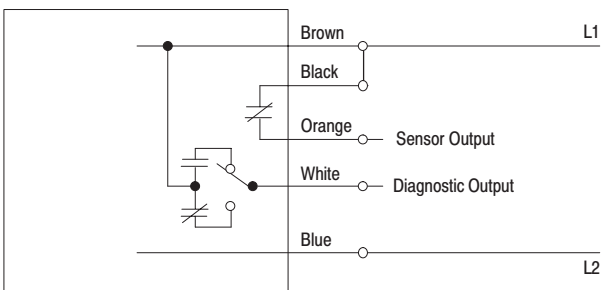 Brown
L1
Black
Orange
Sensor Output
White
Diagnostic Output
Blue
L2